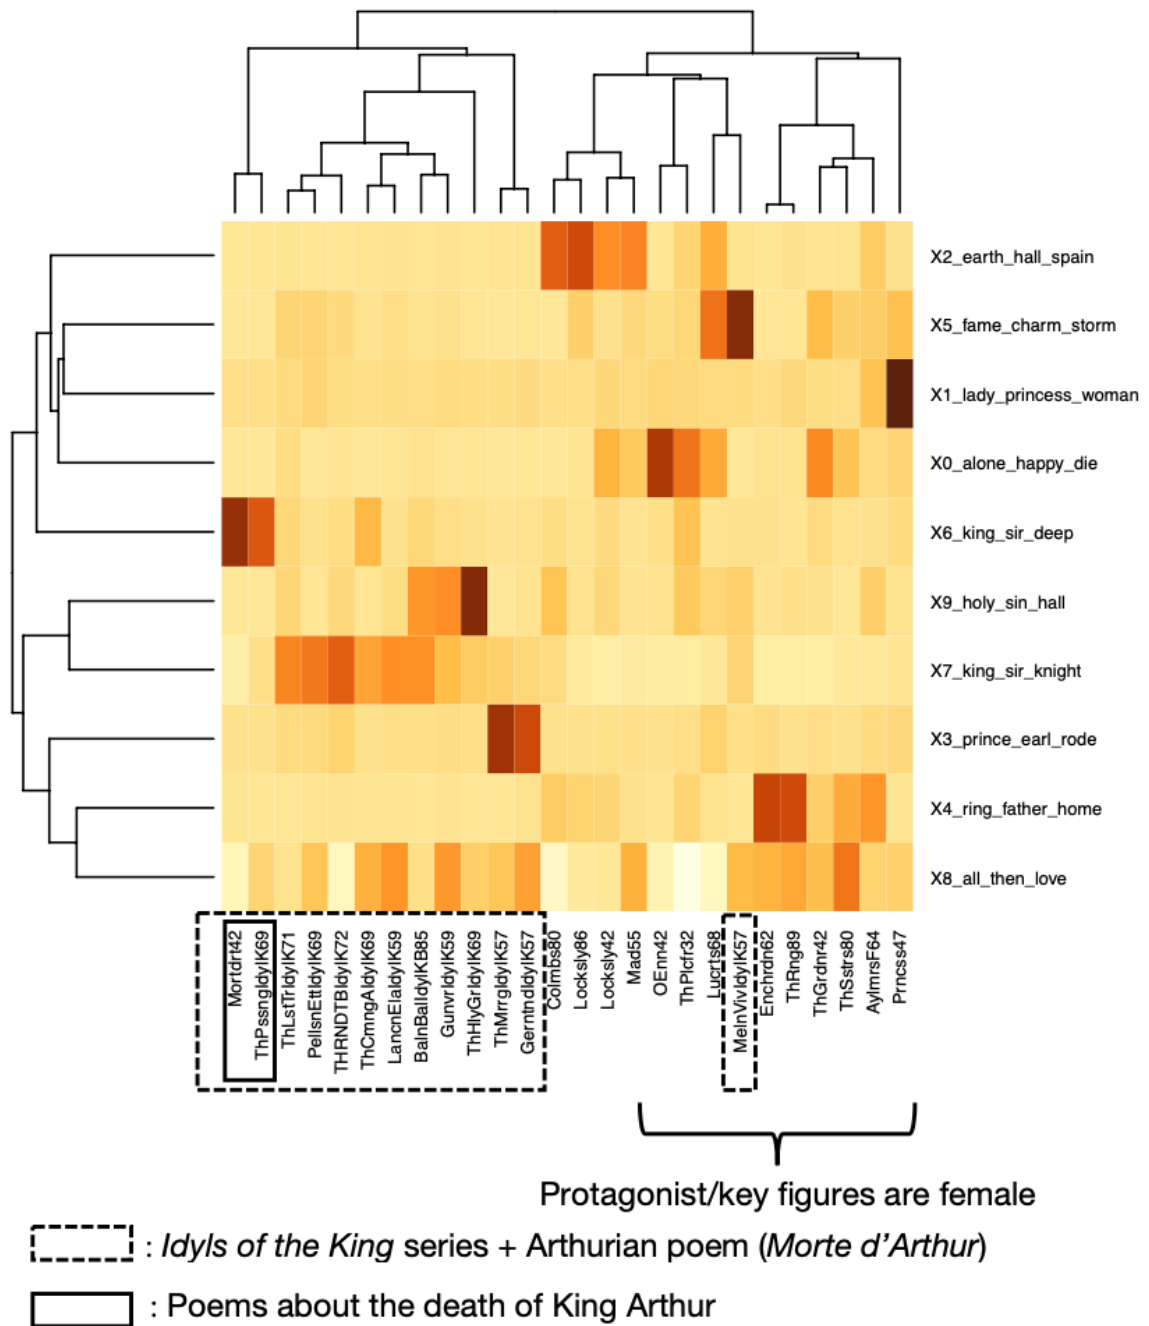 X2_earth_hall_spain
X5_fame_charm_storm
X1_lady_princess_woman
X0_alone_happy_die
X6_king_sir_deep
X9_holy_sin_hall
X7_king_sir_knight
X3_prince_earl_rode
X4_ring_father_home
X8_all_then_love
Mortdrt42
ThPssngIdylK69
ThLstTrIdylK71
PellsnEttIdylK69
THRNDTBIdylK72
ThCmngAIdylK69
LancnElaIdylK59
BalnBalIdylKB85
GunvrIdylK59
ThHlyGrIdylK69
ThMrrgIdylK57
GerntndIdylK57
Colmbs80
Locksly86
Locksly42
Mad55
OEnn42
ThPlcfr32
Lucrts68
MelnVivIdylK57
Enchrdn62
ThRng89
ThGrdnr42
ThSstrs80
AylmrsF64
Prncss47
Protagonist/key figures are female
: Idyls of the King series + Arthurian poem (Morte d’Arthur)
: Poems about the death of King Arthur